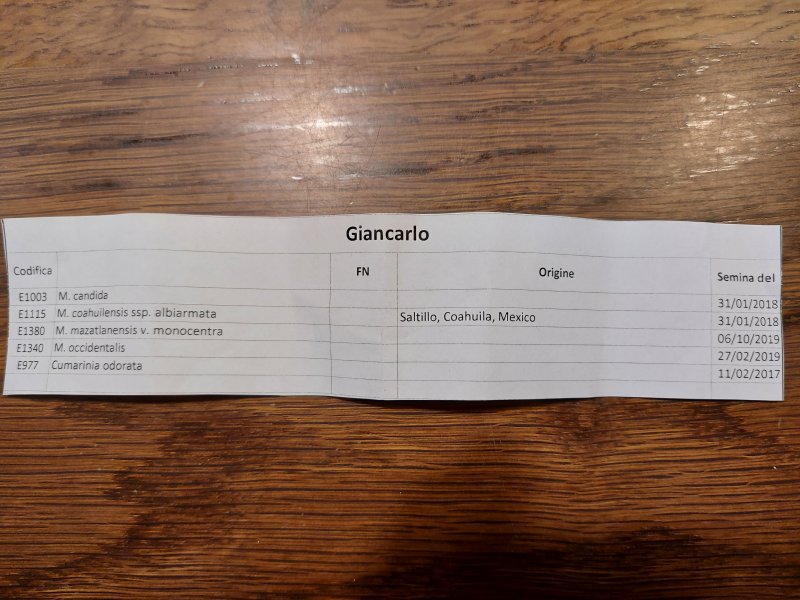 Giancarlo
Codifica FN Origine Semina del
E1003 M. candida 31/01/2018
E1115 M. coahuilensis ssp. albiarmata Saltillo, Coahuila, Mexico 31/01/2018
E1380 M. mazatlanensis v. monocentra 06/10/2019
E1340 M. occidentalis 27/02/2019
E977 Cumarinia odorata 11/02/2017